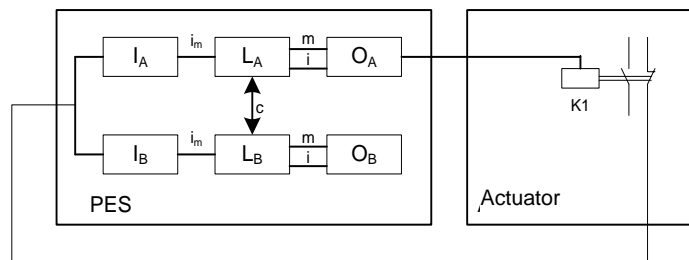 I_A i_m L_A m i O_A
c
K1
I_B i_m L_B m i O_B
PES
Actuator